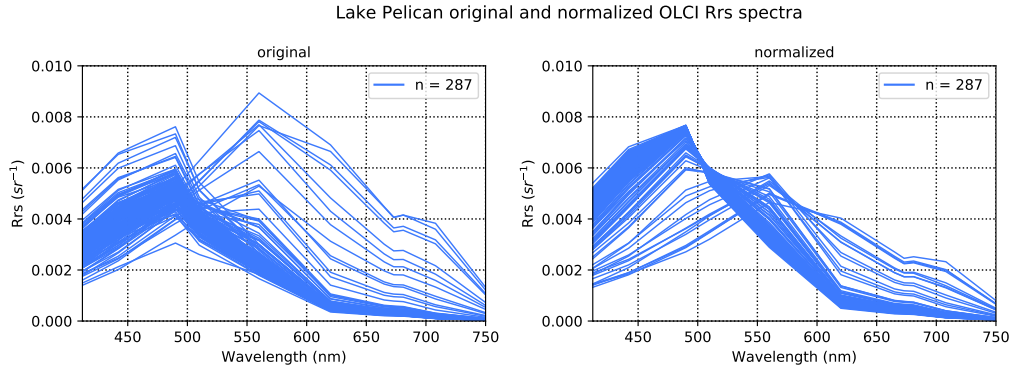 Lake Pelican original and normalized OLCI Rrs spectra
original
n = 287
0.010
0.008
0.006
0.004
0.002
0.000
Rrs (sr⁻¹)
450 500 550 600 650 700 750
Wavelength (nm)
normalized
n = 287
0.010
0.008
0.006
0.004
0.002
0.000
Rrs (sr⁻¹)
450 500 550 600 650 700 750
Wavelength (nm)